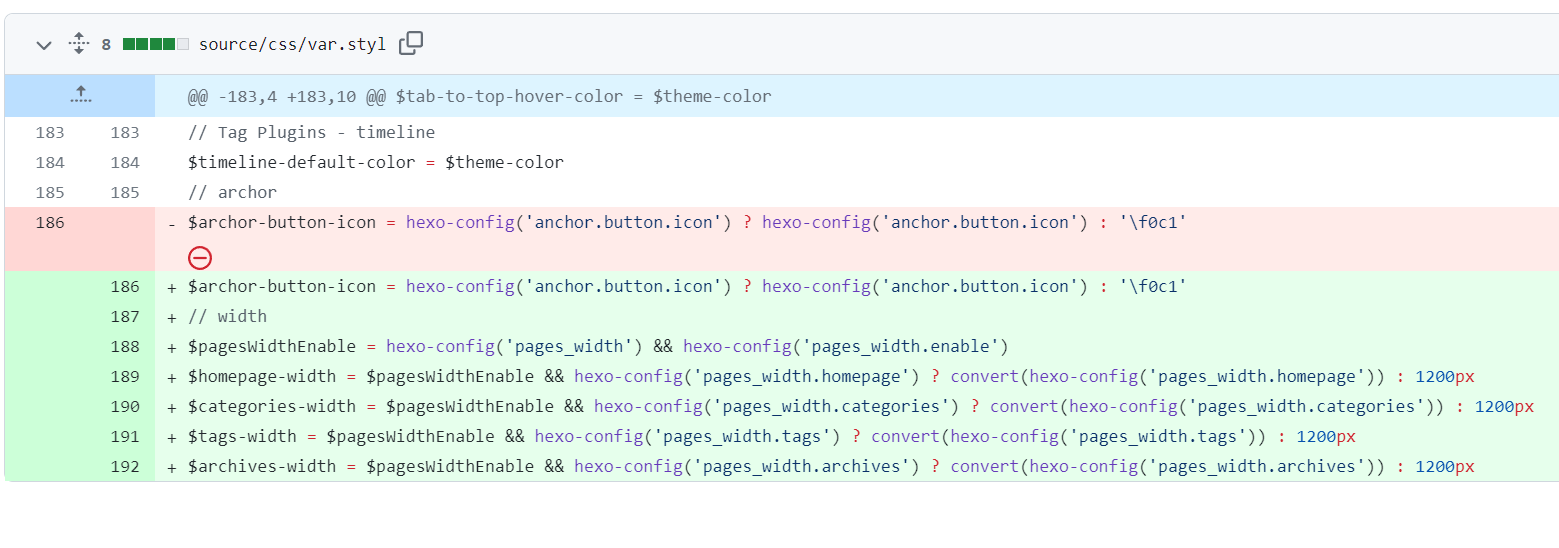 8 source/css/var.styl
@@ -183,4 +183,10 @@ $tab-to-top-hover-color = $theme-color
183 183 // Tag Plugins - timeline
184 184 $timeline-default-color = $theme-color
185 185 // archor
186 - $archor-button-icon = hexo-config('anchor.button.icon') ? hexo-config('anchor.button.icon') : '\f0c1'
186 + $archor-button-icon = hexo-config('anchor.button.icon') ? hexo-config('anchor.button.icon') : '\f0c1'
187 + // width
188 + $pagesWidthEnable = hexo-config('pages_width') && hexo-config('pages_width.enable')
189 + $homepage-width = $pagesWidthEnable && hexo-config('pages_width.homepage') ? convert(hexo-config('pages_width.homepage')) : 1200px
190 + $categories-width = $pagesWidthEnable && hexo-config('pages_width.categories') ? convert(hexo-config('pages_width.categories')) : 1200px
191 + $tags-width = $pagesWidthEnable && hexo-config('pages_width.tags') ? convert(hexo-config('pages_width.tags')) : 1200px
192 + $archives-width = $pagesWidthEnable && hexo-config('pages_width.archives') ? convert(hexo-config('pages_width.archives')) : 1200px